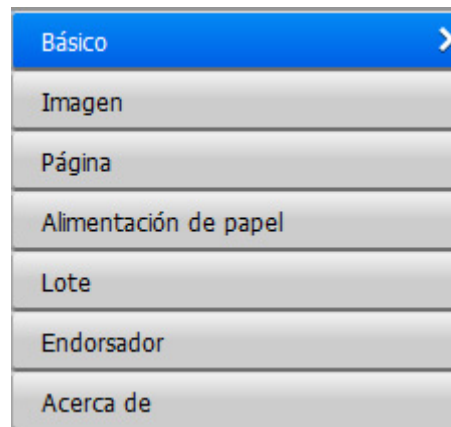 Básico
Imagen
Página
Alimentación de papel
Lote
Endorsador
Acerca de